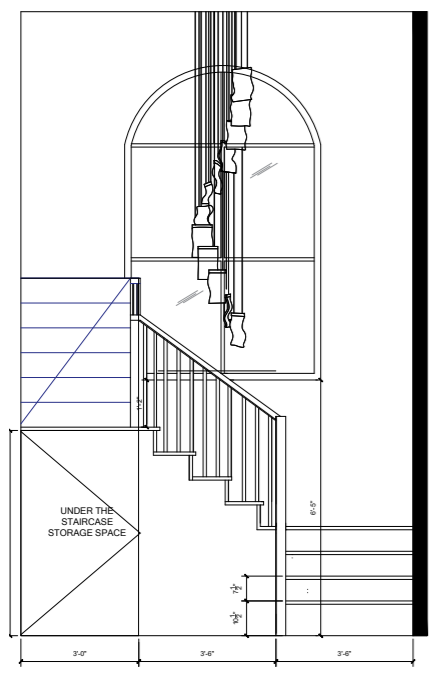 1'-2"
UNDER THE
STAIRCASE
STORAGE SPACE
6'-5"
7½"
10½"
3'-0"
3'-6"
3'-6"